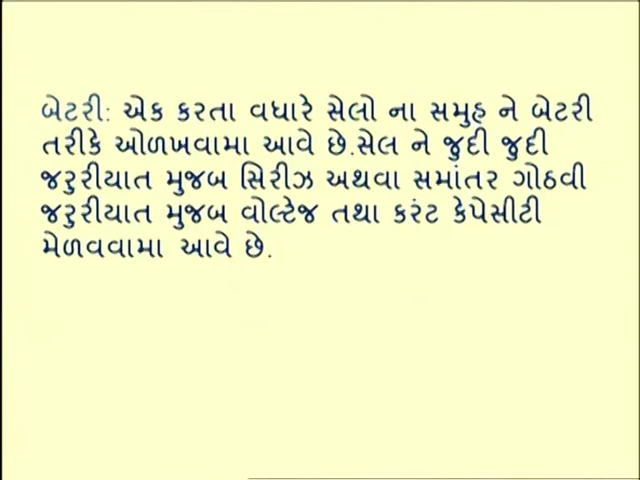 બેટરી: એક કરતા વધારે સેલો ના સમુહ ને બેટરી
તરીકે ઓળખવામા આવે છે.સેલ ને જુદી જુદી
જરુરીયાત મુજબ સિરીઝ અથવા સમાંતર ગોઠવી
જરુરીયાત મુજબ વોલ્ટેજ તથા કરંટ કેપેસીટી
મેળવવામા આવે છે.